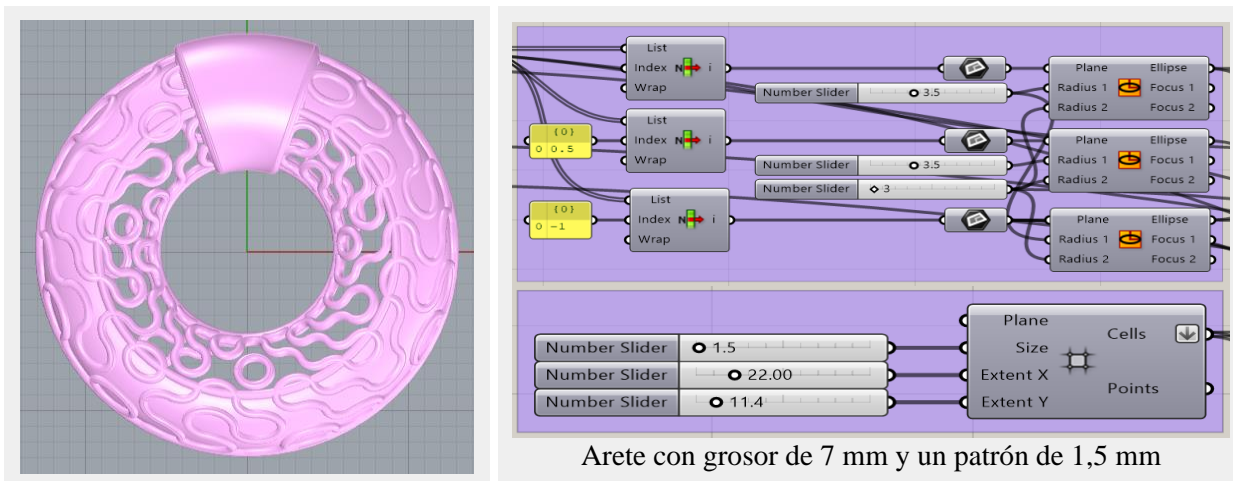 List
Index N i
Wrap
Number Slider 3.5
Plane Ellipse
Radius 1 Focus 1
Radius 2 Focus 2
{0}
0 0.5
List
Index N i
Wrap
Number Slider 3.5
Number Slider 3
Plane Ellipse
Radius 1 Focus 1
Radius 2 Focus 2
{0}
0 -1
List
Index N i
Wrap
Plane Ellipse
Radius 1 Focus 1
Radius 2 Focus 2
Number Slider 1.5
Number Slider 22.00
Number Slider 11.4
Plane
Size
Extent X
Extent Y
Cells
Points
Arete con grosor de 7 mm y un patrón de 1,5 mm